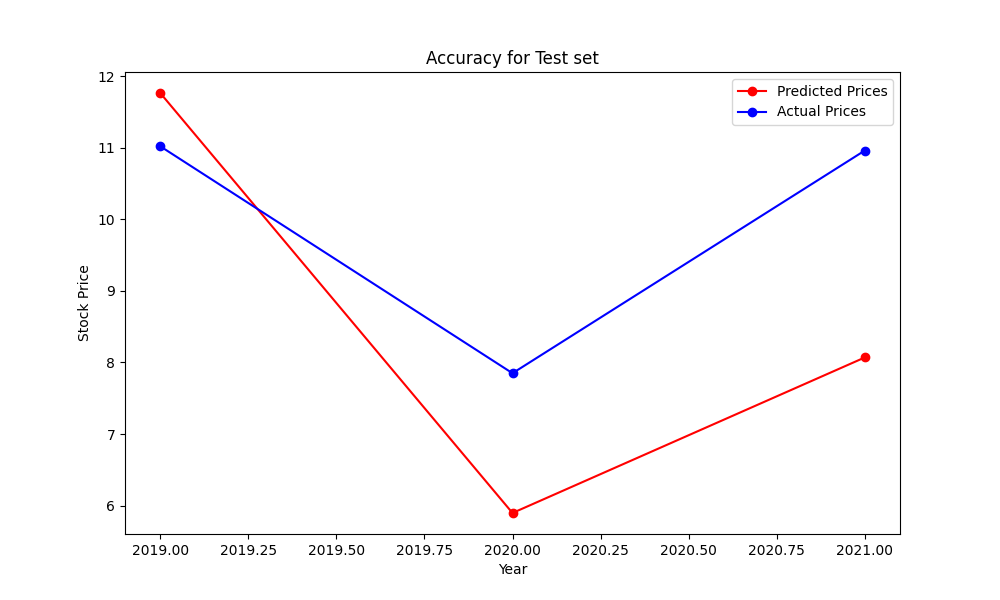 Accuracy for Test set
Predicted Prices
Actual Prices
12
11
10
9
8
7
6
Stock Price
2019.00 2019.25 2019.50 2019.75 2020.00 2020.25 2020.50 2020.75 2021.00
Year